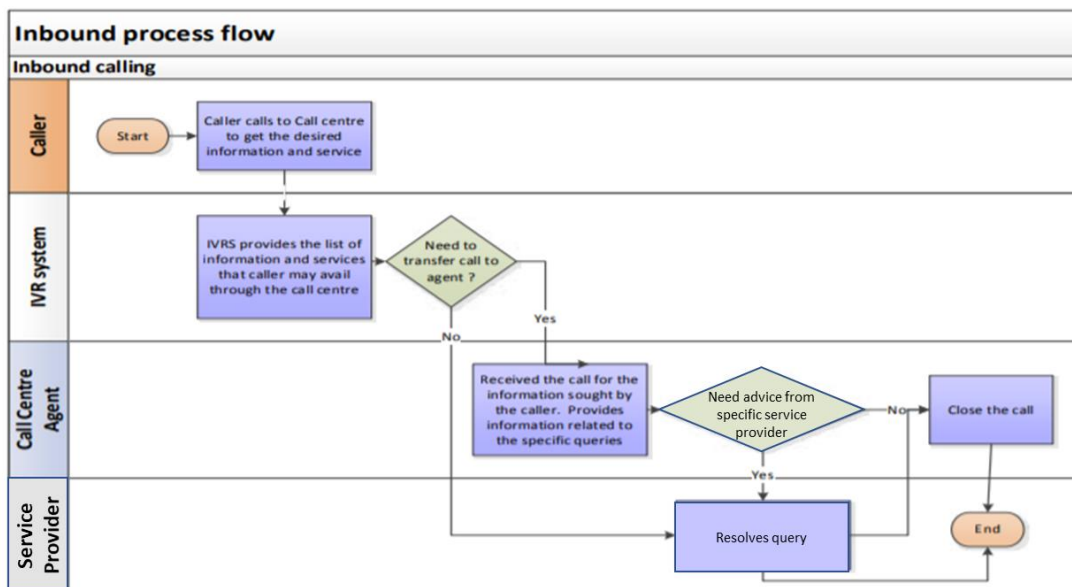 Inbound process flow
Inbound calling
Caller
Start
Caller calls to Call centre
to get the desired
information and service
IVR system
IVRS provides the list of
information and services
that caller may avail
through the call centre
Need to
transfer call to
agent ?
Yes
No
Call Centre
Agent
Received the call for the
information sought by
the caller. Provides
information related to
the specific queries
Need advice from
specific service
provider
No
Close the call
Yes
Service
Provider
Resolves query
End